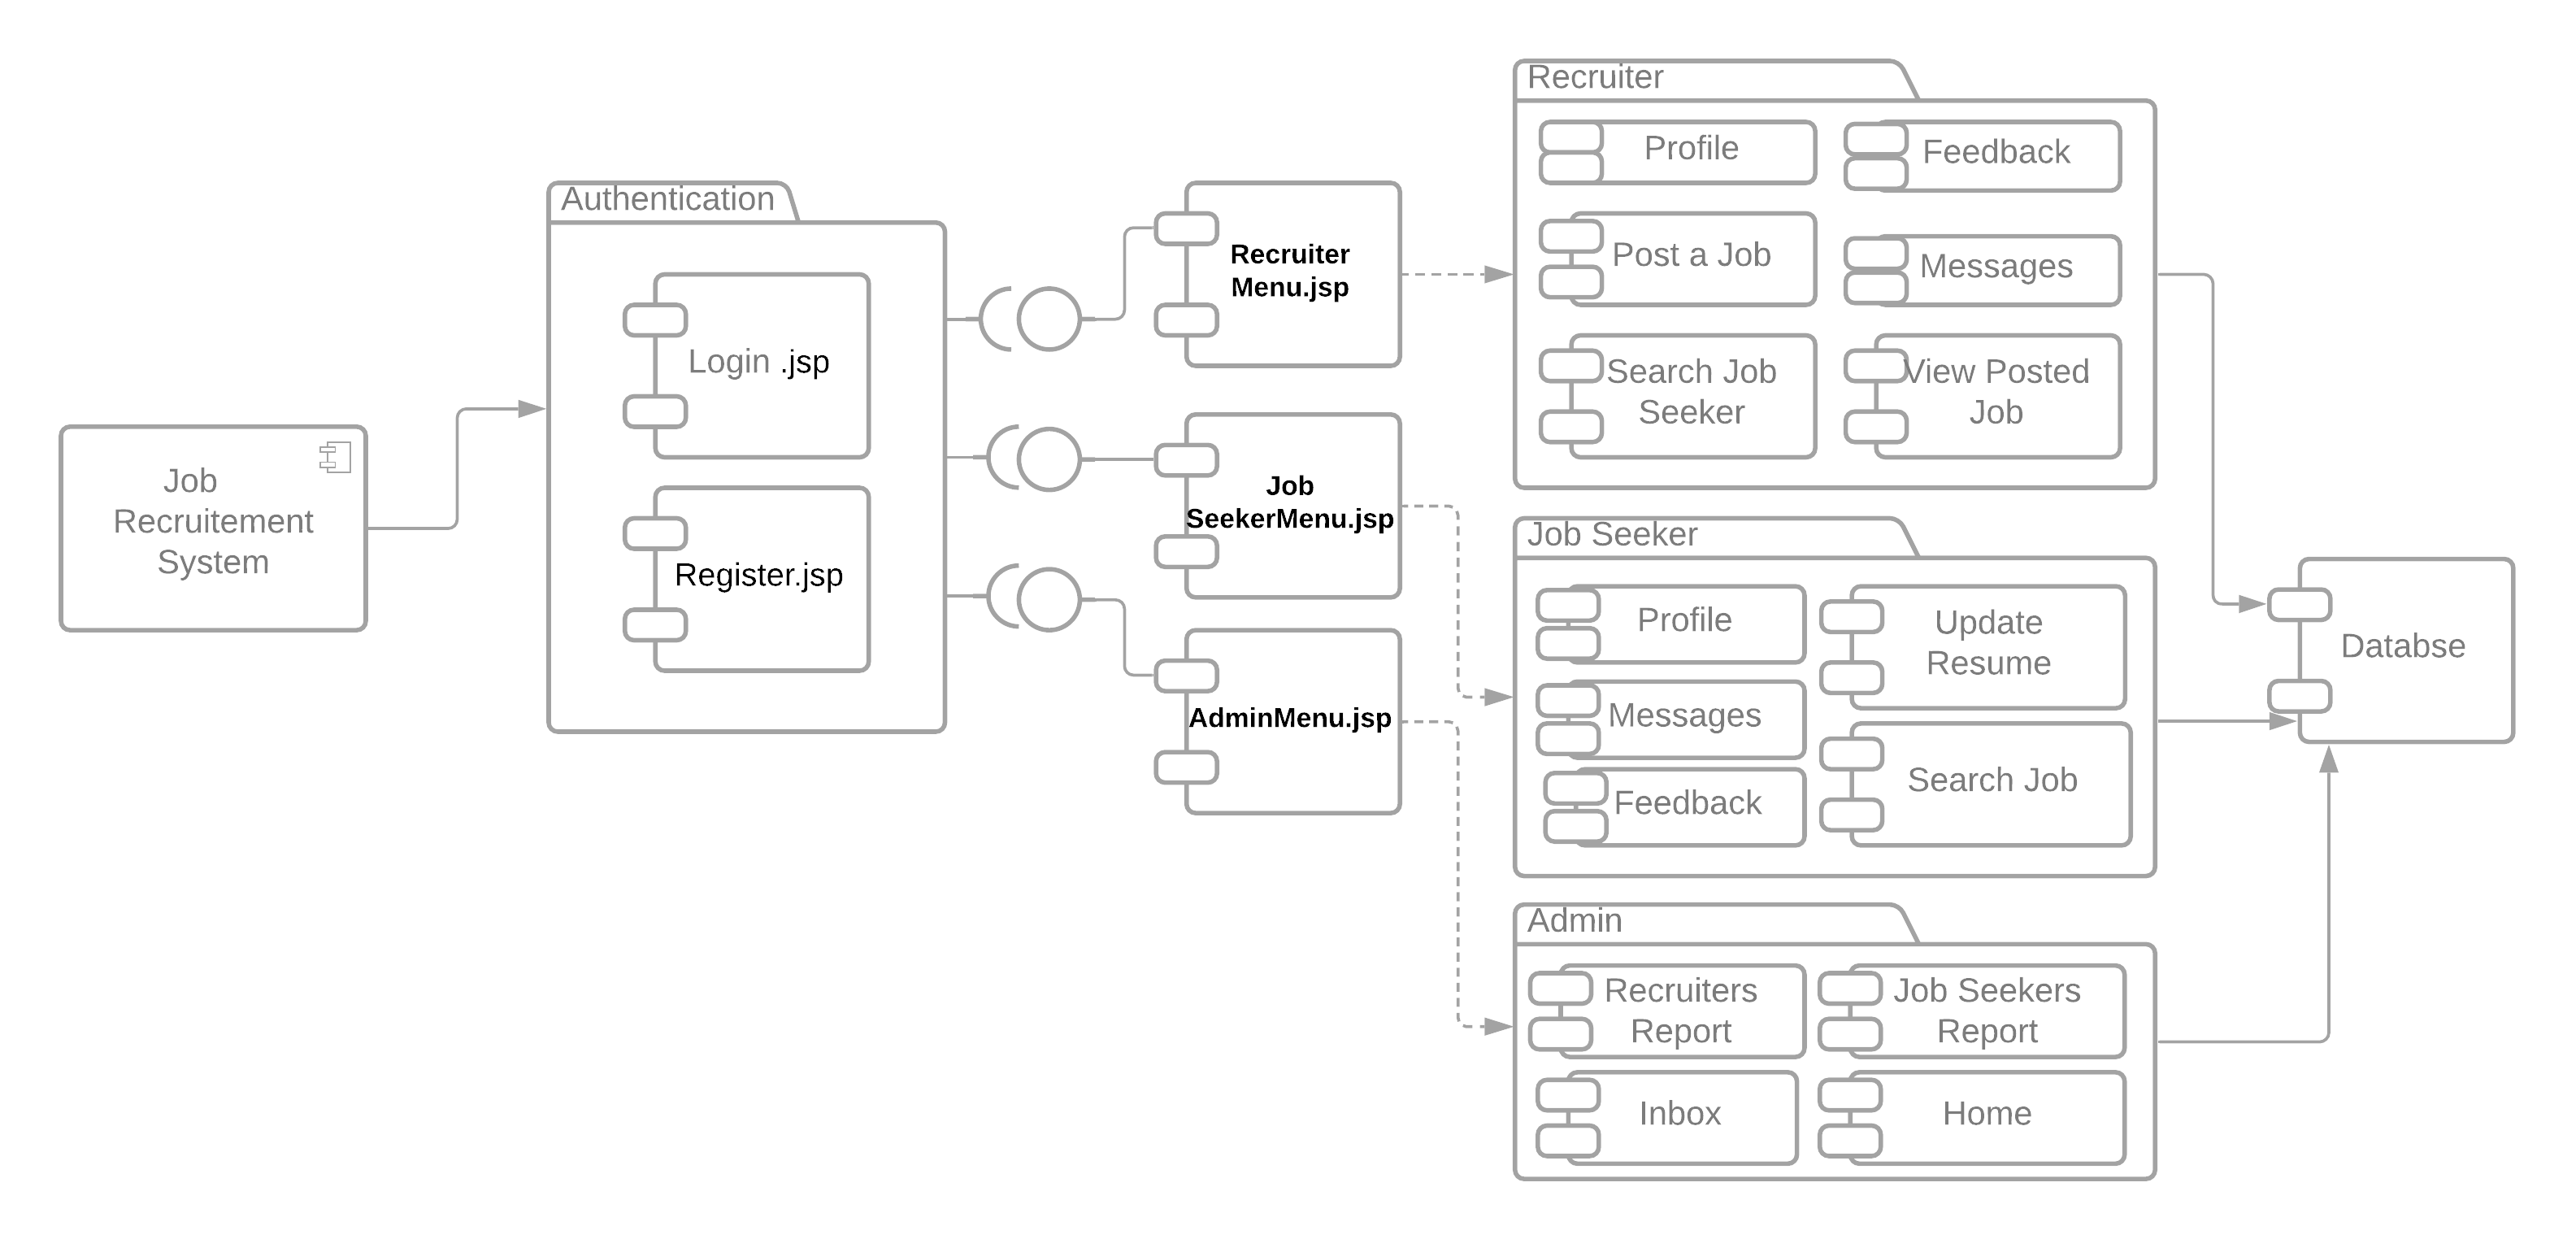 Job
Recruitement
System
Authentication
Login .jsp
Register.jsp
Recruiter
Menu.jsp
Job
SeekerMenu.jsp
AdminMenu.jsp
Recruiter
Profile
Feedback
Post a Job
Messages
Search Job
Seeker
View Posted
Job
Job Seeker
Profile
Update
Resume
Messages
Search Job
Feedback
Admin
Recruiters
Report
Job Seekers
Report
Inbox
Home
Databse